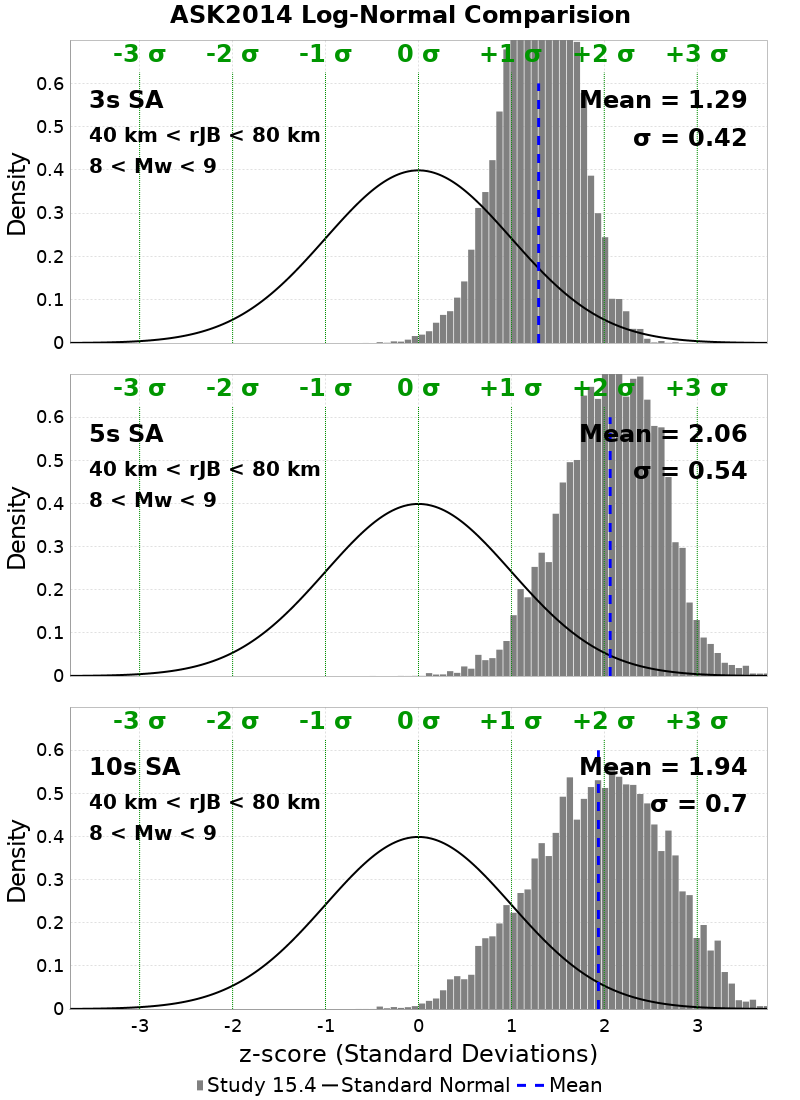 ASK2014 Log-Normal Comparision
-3 σ -2 σ -1 σ 0 σ +1 σ +2 σ +3 σ
3s SA
40 km < rJB < 80 km
8 < Mw < 9
Mean = 1.29
σ = 0.42
Density
0.6
0.5
0.4
0.3
0.2
0.1
0
-3 σ -2 σ -1 σ 0 σ +1 σ +2 σ +3 σ
5s SA
40 km < rJB < 80 km
8 < Mw < 9
Mean = 2.06
σ = 0.54
Density
0.6
0.5
0.4
0.3
0.2
0.1
0
-3 σ -2 σ -1 σ 0 σ +1 σ +2 σ +3 σ
10s SA
40 km < rJB < 80 km
8 < Mw < 9
Mean = 1.94
σ = 0.7
Density
0.6
0.5
0.4
0.3
0.2
0.1
0
-3 -2 -1 0 1 2 3
z-score (Standard Deviations)
Study 15.4 Standard Normal Mean